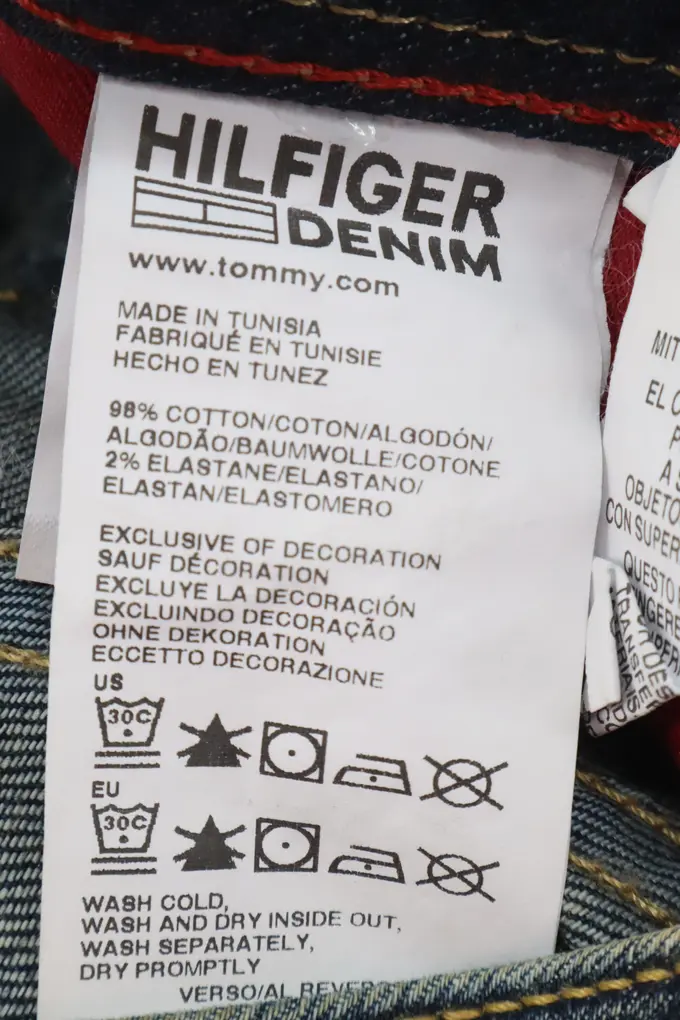 HILFIGER
DENIM
www.tommy.com
MADE IN TUNISIA
FABRIQUÉ EN TUNISIE
HECHO EN TUNEZ
98% COTTON/COTON/ALGODÓN/
ALGODÃO/BAUMWOLLE/COTONE
2% ELASTANE/ELASTANO/
ELASTAN/ELASTOMERO
EXCLUSIVE OF DECORATION
SAUF DÉCORATION
EXCLUYE LA DECORACIÓN
EXCLUINDO DECORAÇÃO
OHNE DEKORATION
ECCETTO DECORAZIONE
US
30C
EU
30C
WASH COLD,
WASH AND DRY INSIDE OUT,
WASH SEPARATELY,
DRY PROMPTLY
VERSO/AL
MIT
EL
A
OBJETO
CON
QUESTO